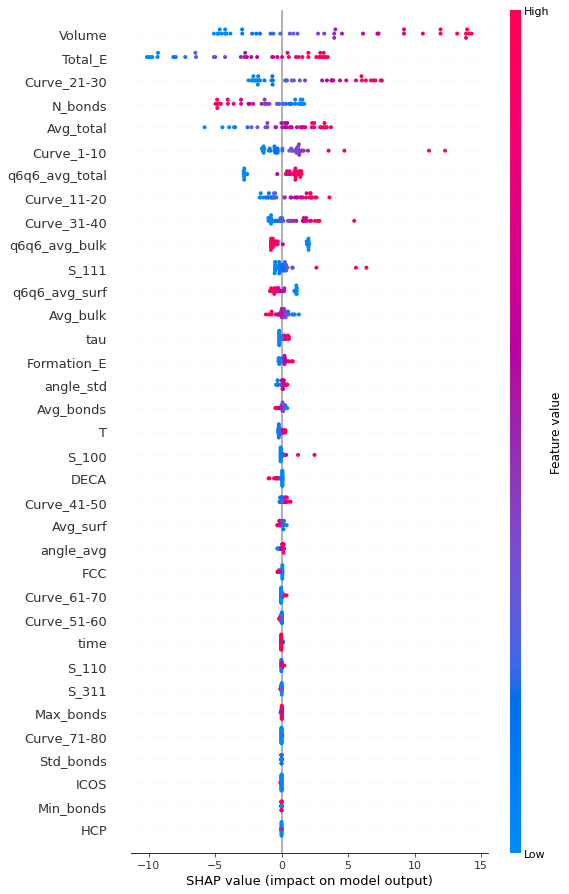 High
Volume
Total_E
Curve_21-30
N_bonds
Avg_total
Curve_1-10
q6q6_avg_total
Curve_11-20
Curve_31-40
q6q6_avg_bulk
S_111
q6q6_avg_surf
Avg_bulk
tau
Formation_E
angle_std
Avg_bonds
T
S_100
DECA
Curve_41-50
Avg_surf
angle_avg
FCC
Curve_61-70
Curve_51-60
time
S_110
S_311
Max_bonds
Curve_71-80
Std_bonds
ICOS
Min_bonds
HCP
Feature value
Low
−10 −5 0 5 10 15
SHAP value (impact on model output)